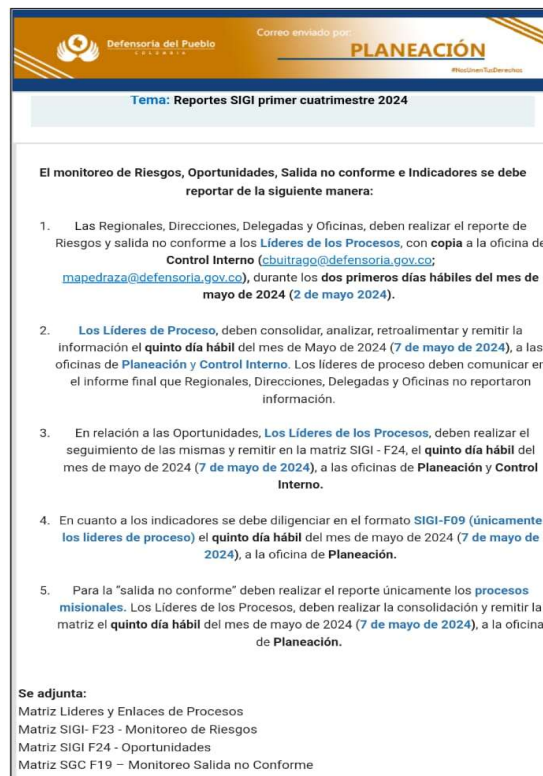 Defensoría del Pueblo
COLOMBIA
Correo enviado por:
PLANEACIÓN
#NosUnenTusDerechos
Tema: Reportes SIGI primer cuatrimestre 2024
El monitoreo de Riesgos, Oportunidades, Salida no conforme e Indicadores se debe
reportar de la siguiente manera:
1. Las Regionales, Direcciones, Delegadas y Oficinas, deben realizar el reporte de
Riesgos y salida no conforme a los Líderes de los Procesos, con copia a la oficina de
Control Interno (cbuitrago@defensoria.gov.co;
mapedraza@defensoria.gov.co), durante los dos primeros días hábiles del mes de
mayo de 2024 (2 de mayo 2024).
2. Los Líderes de Proceso, deben consolidar, analizar, retroalimentar y remitir la
información el quinto día hábil del mes de Mayo de 2024 (7 de mayo de 2024), a las
oficinas de Planeación y Control Interno. Los líderes de proceso deben comunicar en
el informe final que Regionales, Direcciones, Delegadas y Oficinas no reportaron
información.
3. En relación a las Oportunidades, Los Líderes de los Procesos, deben realizar el
seguimiento de las mismas y remitir en la matriz SIGI - F24, el quinto día hábil del
mes de mayo de 2024 (7 de mayo de 2024), a las oficinas de Planeación y Control
Interno.
4. En cuanto a los indicadores se debe diligenciar en el formato SIGI-F09 (únicamente
los lideres de proceso) el quinto día hábil del mes de mayo de 2024 (7 de mayo de
2024), a la oficina de Planeación.
5. Para la "salida no conforme" deben realizar el reporte únicamente los procesos
misionales. Los Líderes de los Procesos, deben realizar la consolidación y remitir la
matriz el quinto día hábil del mes de mayo de 2024 (7 de mayo de 2024), a la oficina
de Planeación.
Se adjunta:
Matriz Lideres y Enlaces de Procesos
Matriz SIGI- F23 - Monitoreo de Riesgos
Matriz SIGI F24 - Oportunidades
Matriz SGC F19 – Monitoreo Salida no Conforme